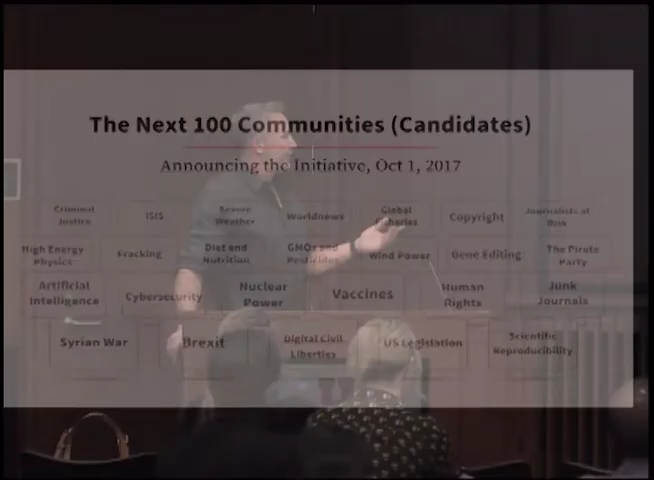 The Next 100 Communities (Candidates)
Announcing the Initiative, Oct 1, 2017
Criminal Justice
ISIS
Severe Weather
Worldnews
Global Fisheries
Copyright
Journalists at Risk
High Energy Physics
Fracking
Diet and Nutrition
GMOs and Pesticides
Wind Power
Gene Editing
The Pirate Party
Artificial Intelligence
Cybersecurity
Nuclear Power
Vaccines
Human Rights
Junk Journals
Syrian War
Brexit
Digital Civil Liberties
US Legislation
Scientific Reproducibility